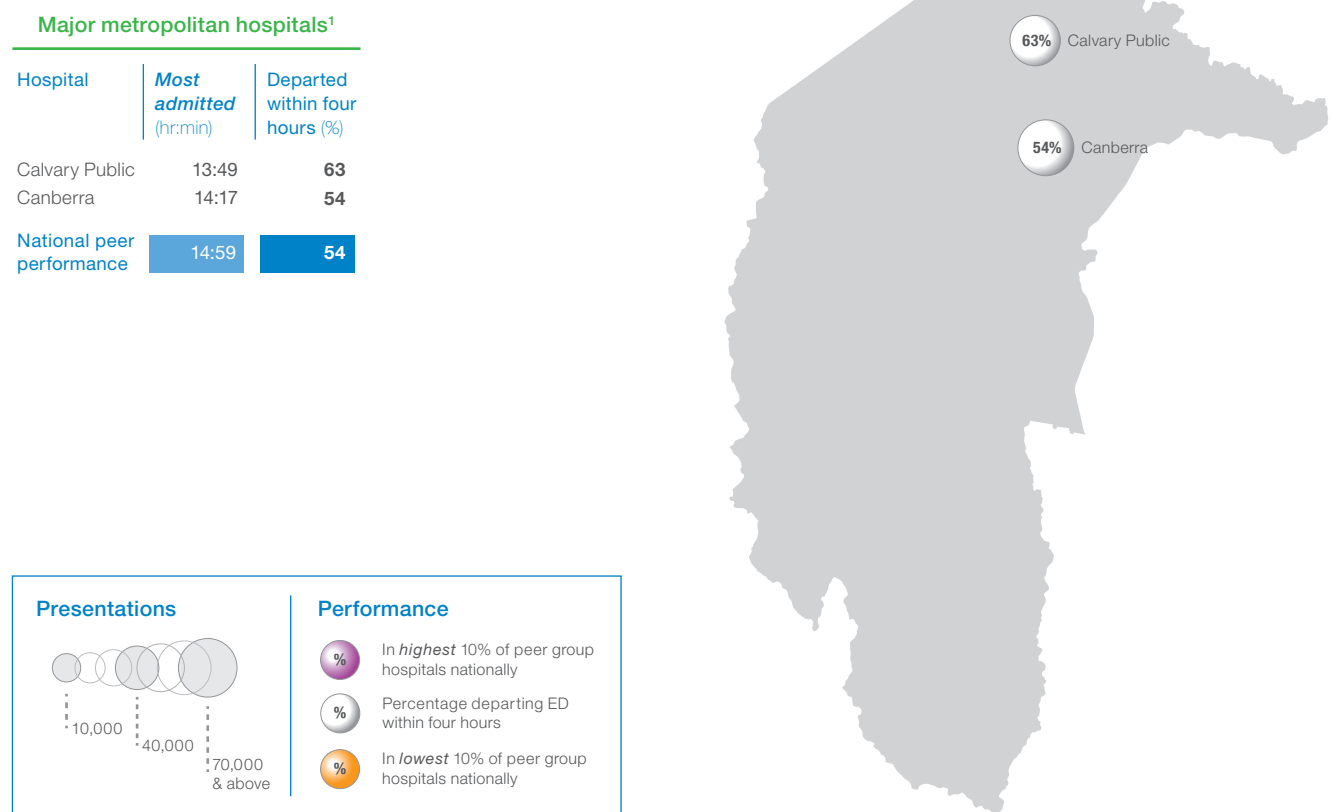 Major metropolitan hospitals¹
Hospital
Most
admitted
(hr:min)
Departed
within four
hours (%)
Calvary Public 13:49 63
Canberra 14:17 54
National peer
performance
14:59 54
63% Calvary Public
54% Canberra
Presentations
10,000
40,000
70,000
& above
Performance
% In highest 10% of peer group
hospitals nationally
% Percentage departing ED
within four hours
% In lowest 10% of peer group
hospitals nationally